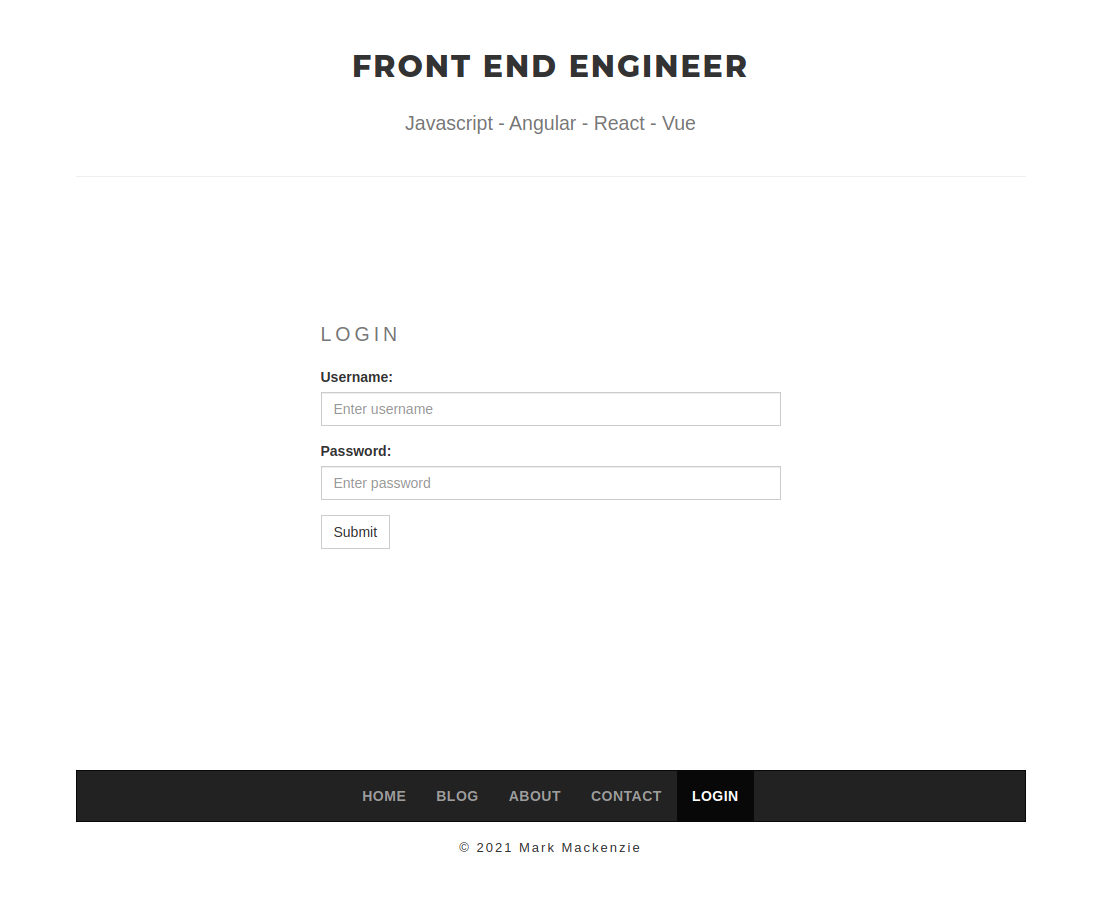 FRONT END ENGINEER
Javascript - Angular - React - Vue
LOGIN
Username:
Enter username
Password:
Enter password
Submit
HOME BLOG ABOUT CONTACT LOGIN
© 2021 Mark Mackenzie